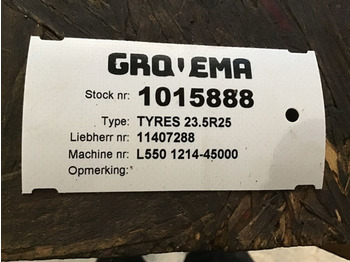 GROVEMA
Stock nr: 1015888
Type: TYRES 23.5R25
Liebherr nr: 11407288
Machine nr: L550 1214-45000
Opmerking: